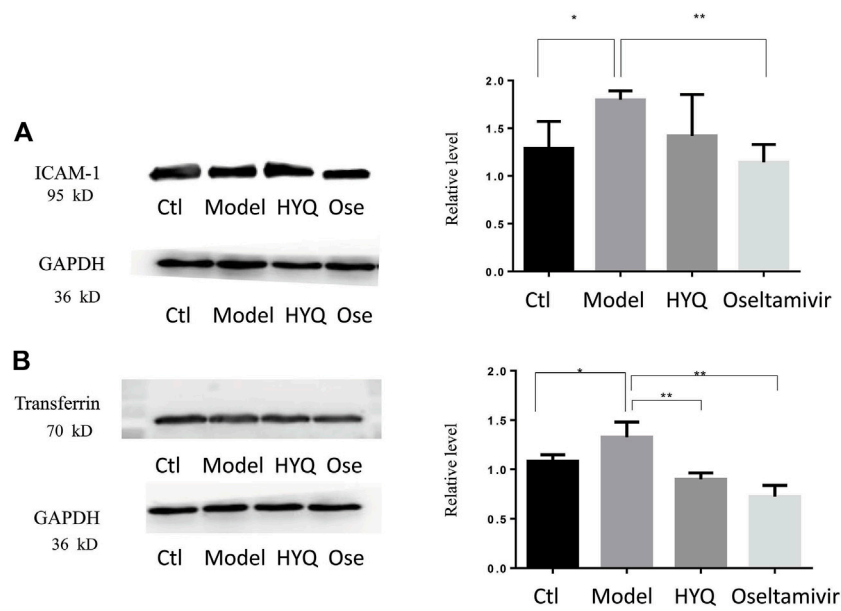 A
ICAM-1
95 kD
Ctl Model HYQ Ose
GAPDH
36 kD
Ctl Model HYQ Ose
* **
Relative level
2.0
1.5
1.0
0.5
0.0
Ctl Model HYQ Oseltamivir
B
Transferrin
70 kD
Ctl Model HYQ Ose
GAPDH
36 kD
Ctl Model HYQ Ose
* **
**
Relative level
2.0
1.5
1.0
0.5
0.0
Ctl Model HYQ Oseltamivir